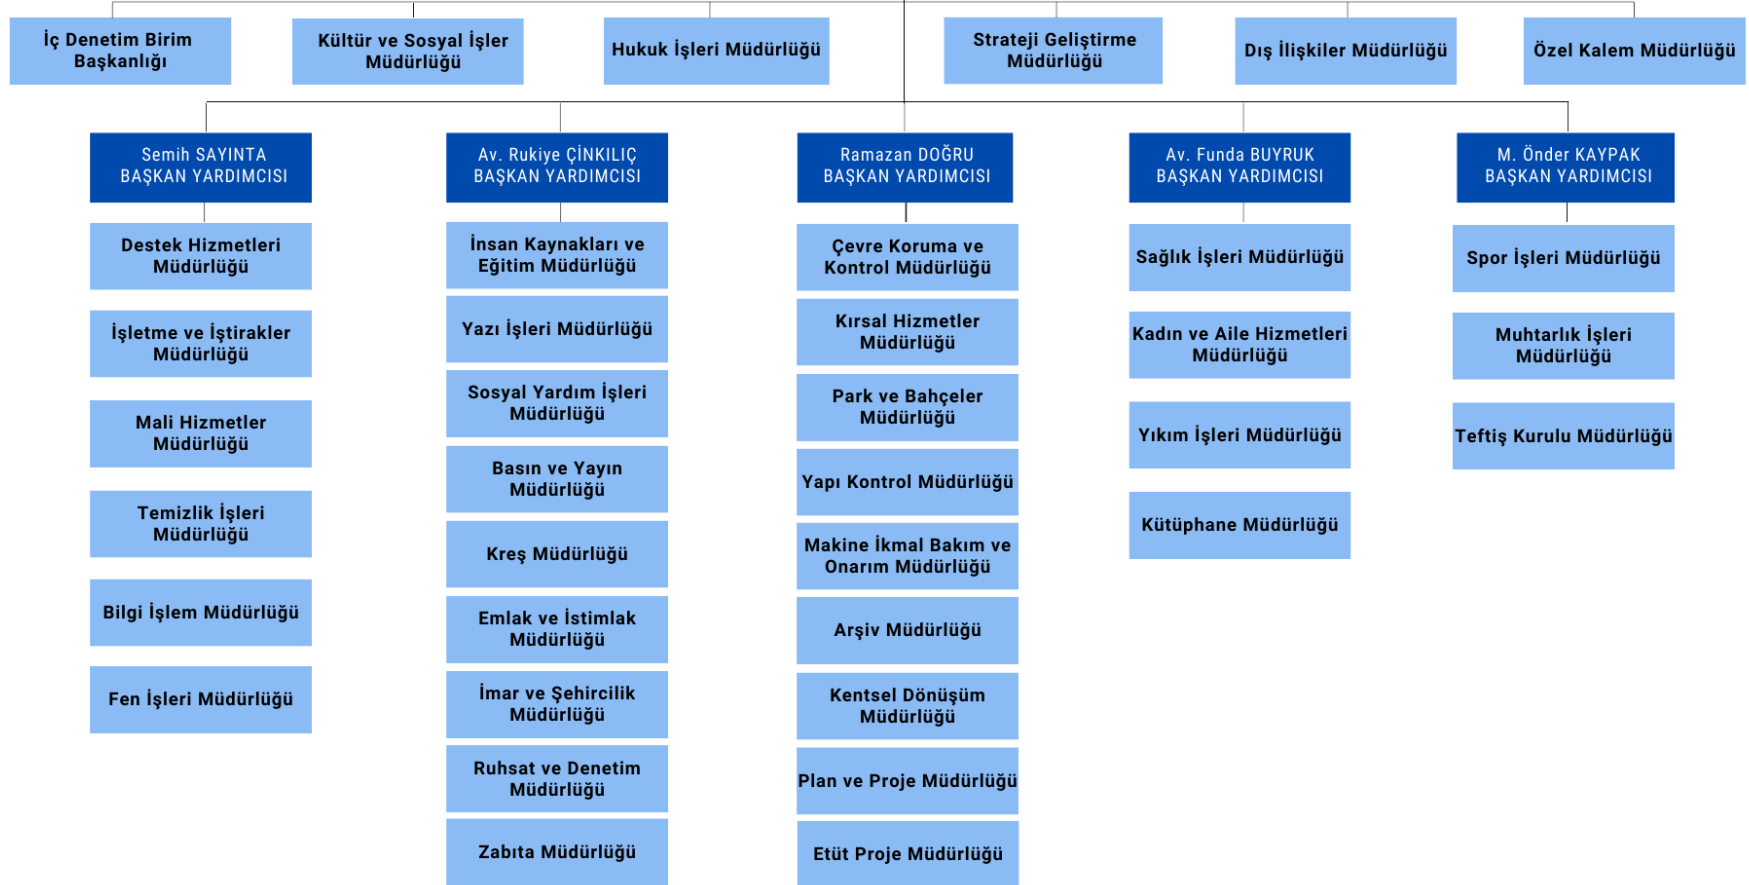 İç Denetim Birim
Başkanlığı
Kültür ve Sosyal İşler
Müdürlüğü
Hukuk İşleri Müdürlüğü
Strateji Geliştirme
Müdürlüğü
Dış İlişkiler Müdürlüğü
Özel Kalem Müdürlüğü
Semih SAYINTA
BAŞKAN YARDIMCISI
Destek Hizmetleri
Müdürlüğü
İşletme ve İştirakler
Müdürlüğü
Mali Hizmetler
Müdürlüğü
Temizlik İşleri
Müdürlüğü
Bilgi İşlem Müdürlüğü
Fen İşleri Müdürlüğü
Av. Rukiye ÇİNKILIÇ
BAŞKAN YARDIMCISI
İnsan Kaynakları ve
Eğitim Müdürlüğü
Yazı İşleri Müdürlüğü
Sosyal Yardım İşleri
Müdürlüğü
Basın ve Yayın
Müdürlüğü
Kreş Müdürlüğü
Emlak ve İstimlak
Müdürlüğü
İmar ve Şehircilik
Müdürlüğü
Ruhsat ve Denetim
Müdürlüğü
Zabıta Müdürlüğü
Ramazan DOĞRU
BAŞKAN YARDIMCISI
Çevre Koruma ve
Kontrol Müdürlüğü
Kırsal Hizmetler
Müdürlüğü
Park ve Bahçeler
Müdürlüğü
Yapı Kontrol Müdürlüğü
Makine İkmal Bakım ve
Onarım Müdürlüğü
Arşiv Müdürlüğü
Kentsel Dönüşüm
Müdürlüğü
Plan ve Proje Müdürlüğü
Etüt Proje Müdürlüğü
Av. Funda BUYRUK
BAŞKAN YARDIMCISI
Sağlık İşleri Müdürlüğü
Kadın ve Aile Hizmetleri
Müdürlüğü
Yıkım İşleri Müdürlüğü
Kütüphane Müdürlüğü
M. Önder KAYPAK
BAŞKAN YARDIMCISI
Spor İşleri Müdürlüğü
Muhtarlık İşleri
Müdürlüğü
Teftiş Kurulu Müdürlüğü